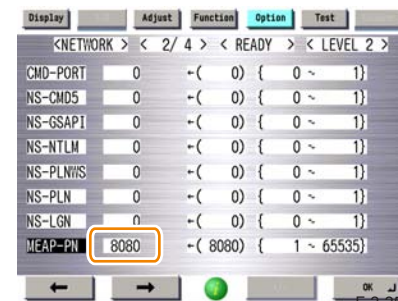 Display Adjust Function Option Test
<NETWORK > < 2/ 4 > < READY > < LEVEL 2 >
CMD-PORT 0 ←( 0) { 0 ~ 1}
NS-CMD5 0 ←( 0) { 0 ~ 1}
NS-GSAPI 0 ←( 0) { 0 ~ 1}
NS-NTLM 0 ←( 0) { 0 ~ 1}
NS-PLNWS 0 ←( 0) { 0 ~ 1}
NS-PLN 0 ←( 0) { 0 ~ 1}
NS-LGN 0 ←( 0) { 0 ~ 1}
MEAP-PN 8080 ←( 8080) { 1 ~ 65535}
← → OK